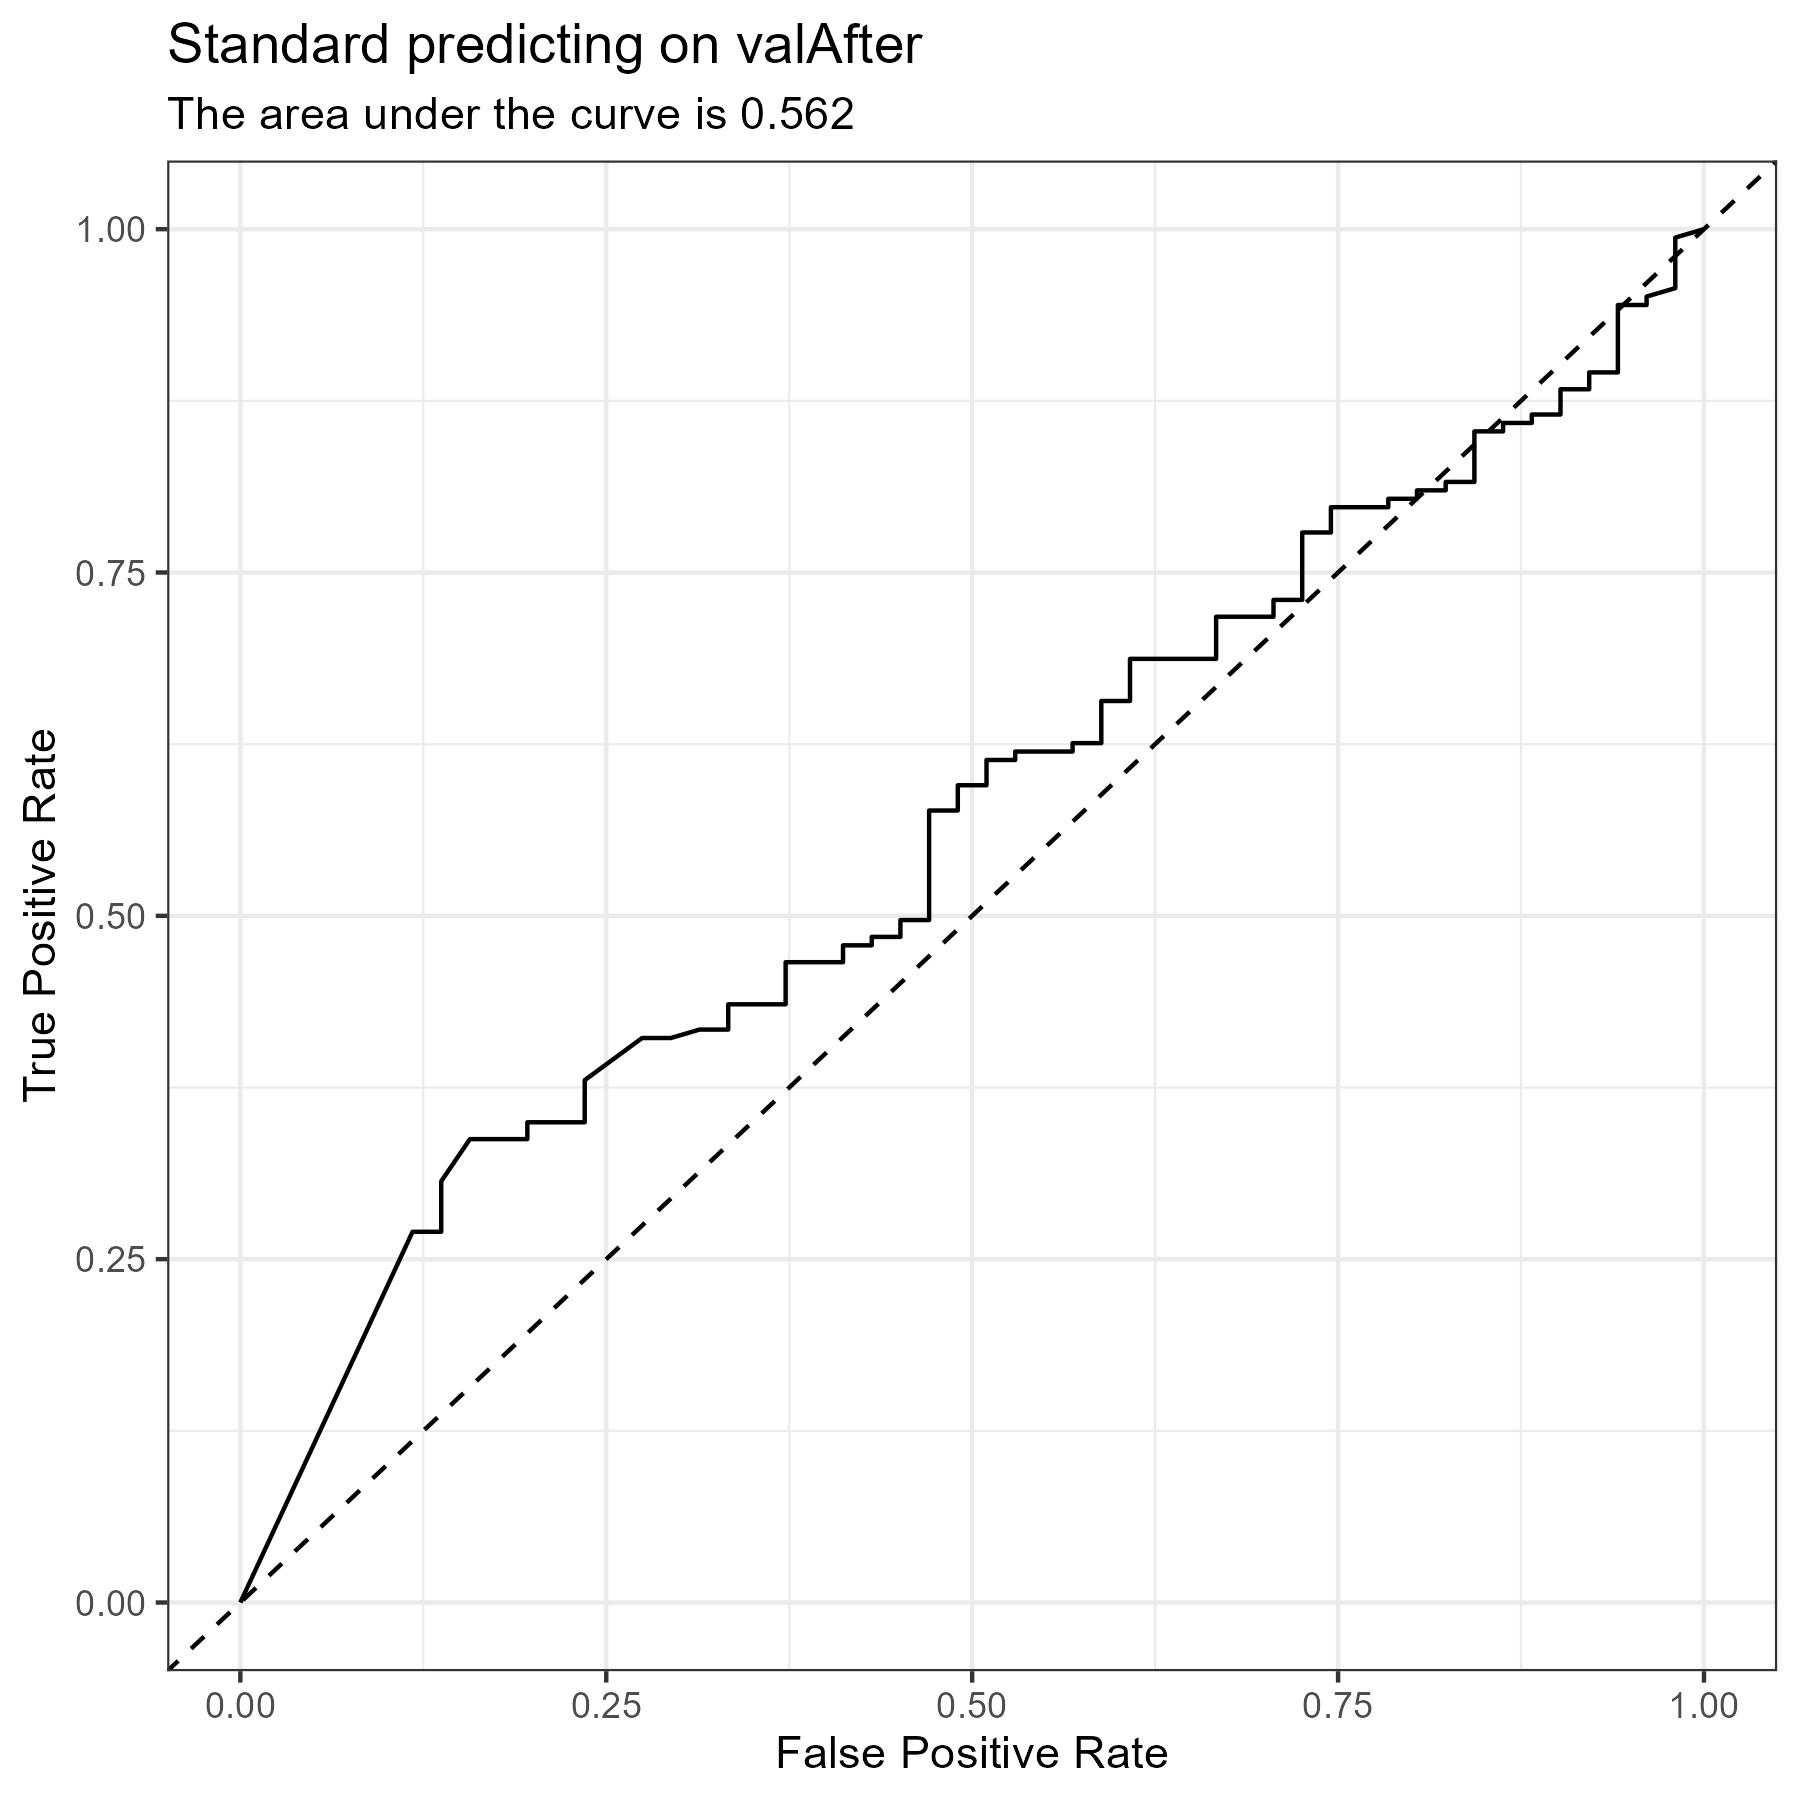 Standard predicting on valAfter
The area under the curve is 0.562
True Positive Rate
1.00
0.75
0.50
0.25
0.00
0.00 0.25 0.50 0.75 1.00
False Positive Rate